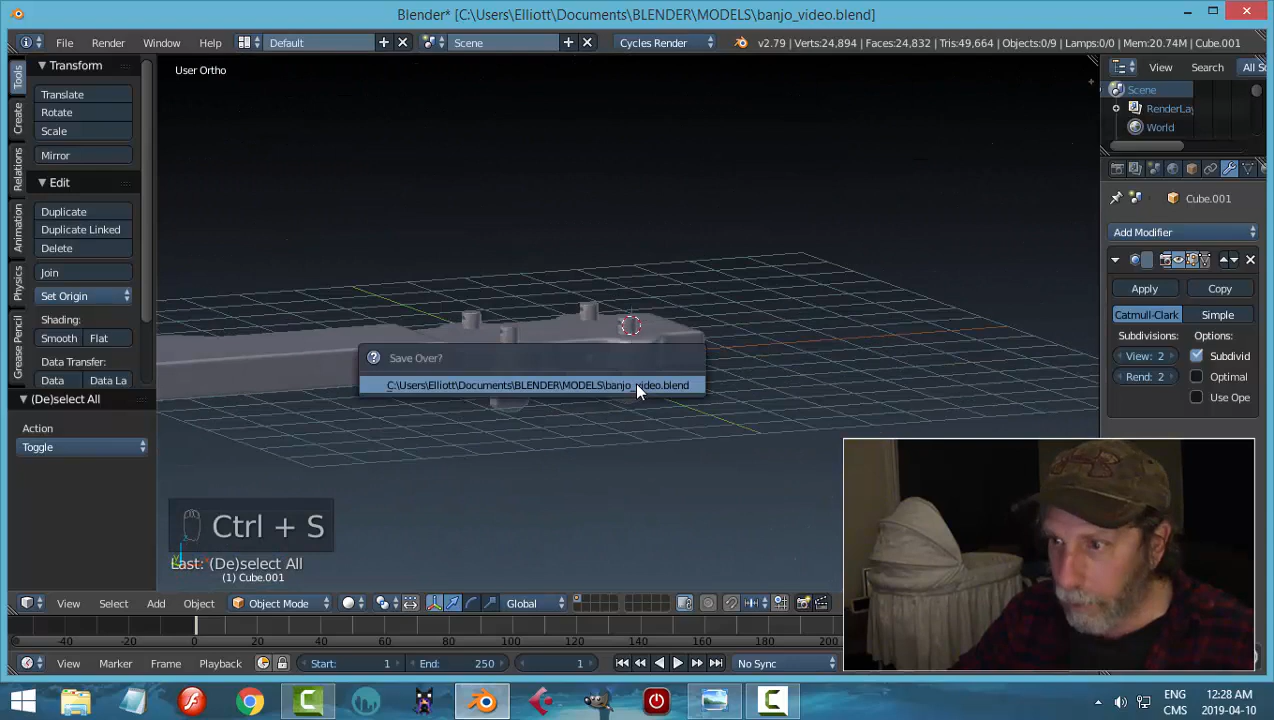 Blender* [C:\Users\Elliott\Documents\BLENDER\MODELS\banjo_video.blend]
File Render Window Help Default Scene Cycles Render v2.79 | Verts:24,894 | Faces:24,832 | Tris:49,664 | Objects:0/9 | Lamps:0/0 | Mem:20.74M | Cube.001
Tools
Create
Relations
Animation
Physics
Grease Pencil
Transform
Translate
Rotate
Scale
Mirror
Edit
Duplicate
Duplicate Linked
Delete
Join
Set Origin
Shading:
Smooth Flat
Data Transfer:
Data Data La
(De)select All
Action
Toggle
User Ortho
Save Over?
C:\Users\Elliott\Documents\BLENDER\MODELS\banjo_video.blend
Ctrl + S
Last: (De)select All
(1) Cube.001
View Search All Sc
Scene
RenderLay
World
Cube.001
Add Modifier
Apply Copy
Catmull-Clark Simple
Subdivisions: Options:
View: 2 Subdivid
Rend: 2 Optimal
Use Ope
View Select Add Object Object Mode Global
-40 -20 0 20 40 60 80 100 120 140 160 180 200
View Marker Frame Playback Start: 1 End: 250 1 No Sync
ENG 12:28 AM
CMS 2019-04-10